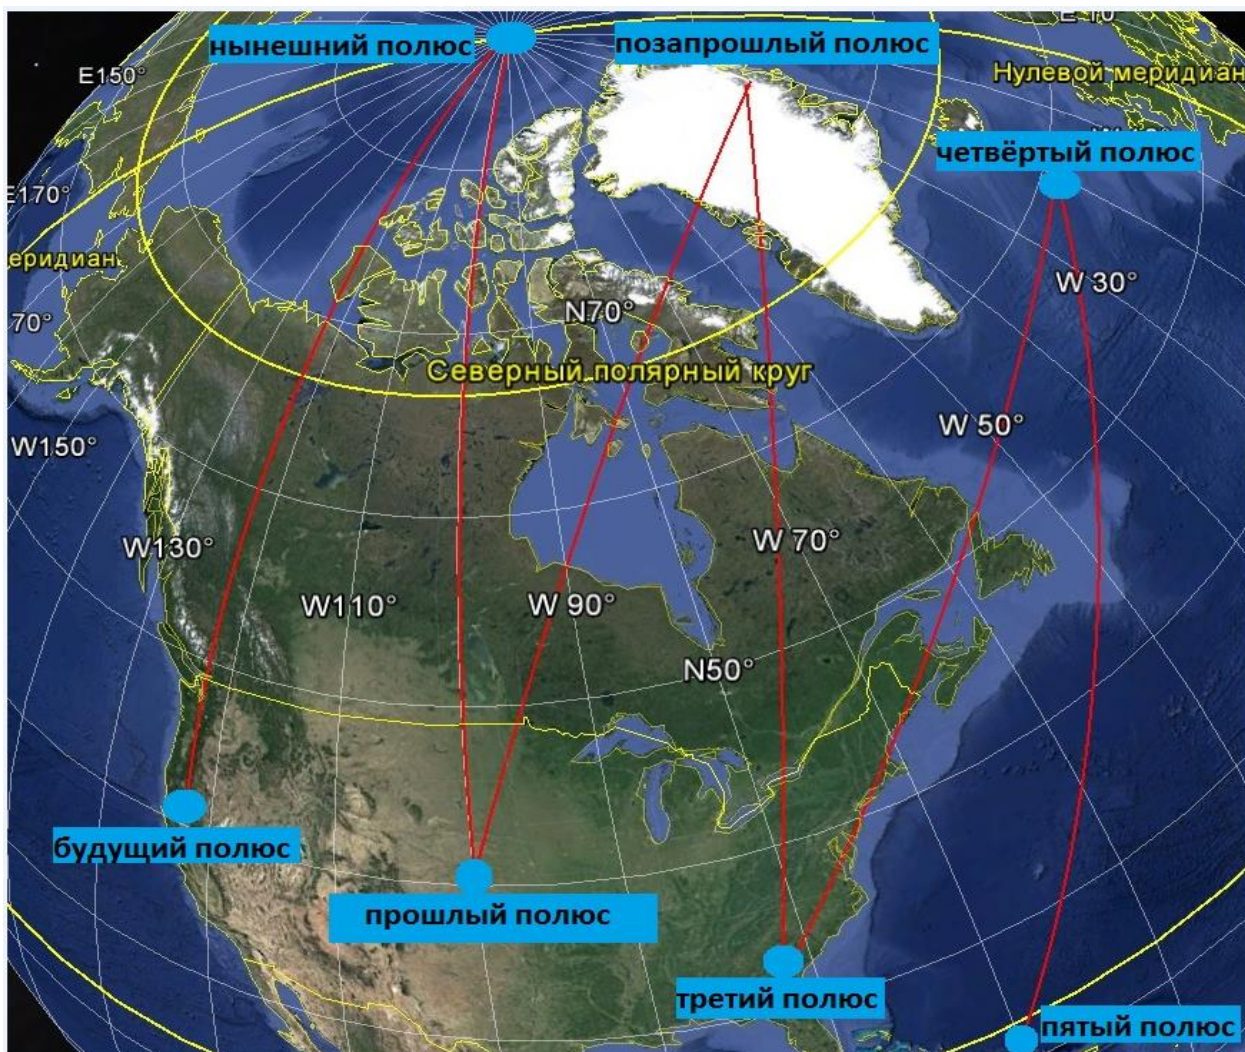 E 10°
нынешний полюс
позапрошлый полюс
E150°
Нулевой меридиан
четвёртый полюс
E170°
еридиан
W 30°
70°
N70°
Северный полярный круг
W150°
W 50°
W130°
W 70°
W110°
W 90°
N50°
будущий полюс
прошлый полюс
третий полюс
пятый полюс